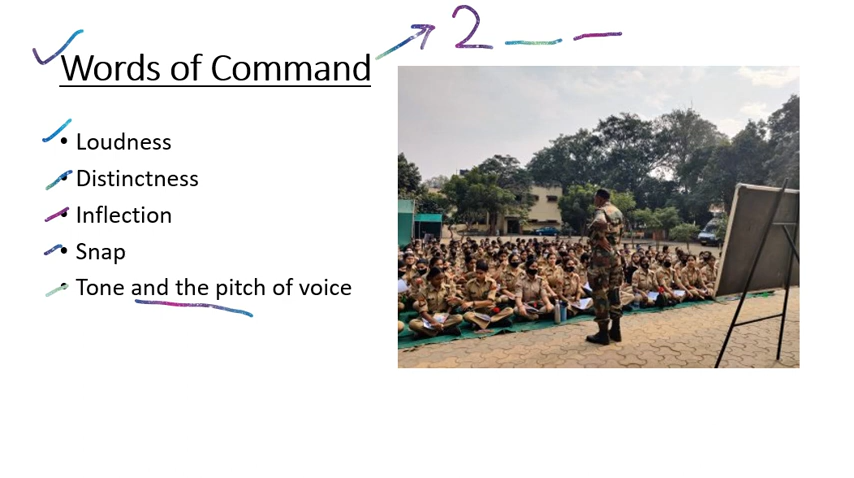 Words of Command
2
• Loudness
• Distinctness
• Inflection
• Snap
• Tone and the pitch of voice